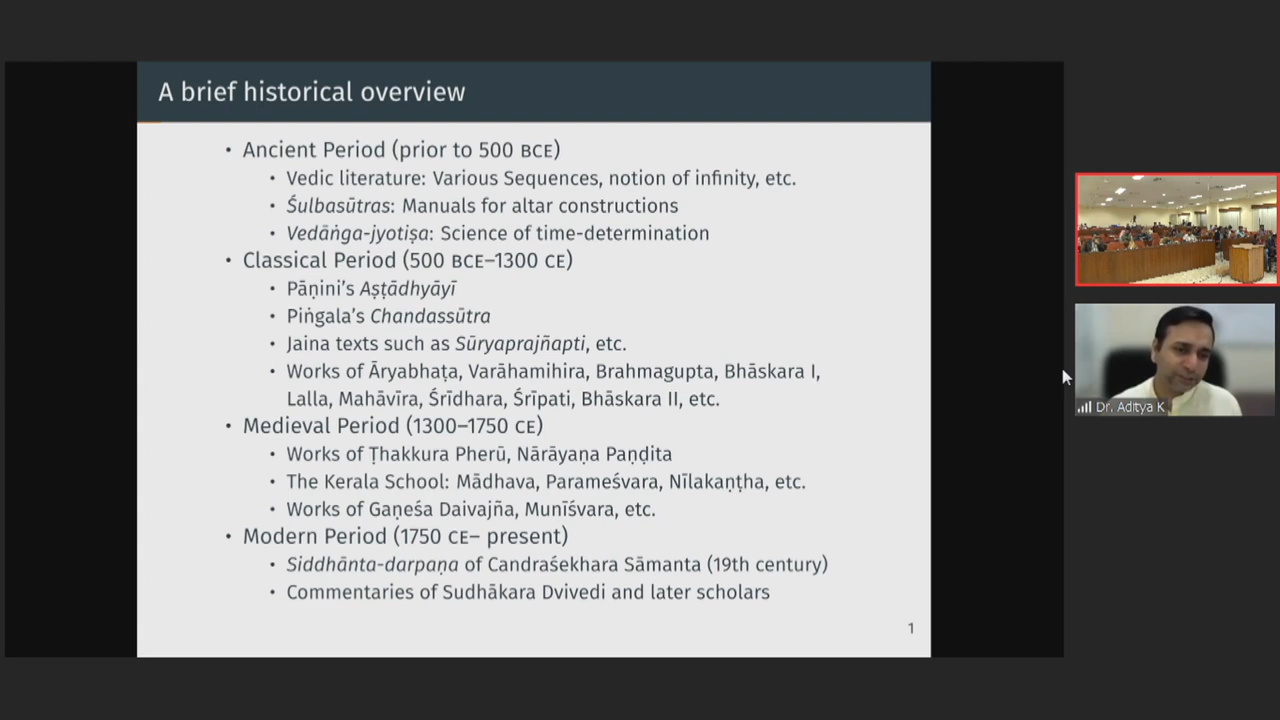 A brief historical overview
• Ancient Period (prior to 500 BCE)
• Vedic literature: Various Sequences, notion of infinity, etc.
• Śulbasūtras: Manuals for altar constructions
• Vedāṅga-jyotiṣa: Science of time-determination
• Classical Period (500 BCE–1300 CE)
• Pāṇini’s Aṣṭādhyāyī
• Piṅgala’s Chandassūtra
• Jaina texts such as Sūryaprajñapti, etc.
• Works of Āryabhaṭa, Varāhamihira, Brahmagupta, Bhāskara I,
Lalla, Mahāvīra, Śrīdhara, Śrīpati, Bhāskara II, etc.
• Medieval Period (1300–1750 CE)
• Works of Ṭhakkura Pherū, Nārāyaṇa Paṇḍita
• The Kerala School: Mādhava, Parameśvara, Nīlakaṇṭha, etc.
• Works of Gaṇeśa Daivajña, Munīśvara, etc.
• Modern Period (1750 CE– present)
• Siddhānta-darpaṇa of Candraśekhara Sāmanta (19th century)
• Commentaries of Sudhākara Dvivedi and later scholars
1
Dr. Aditya K